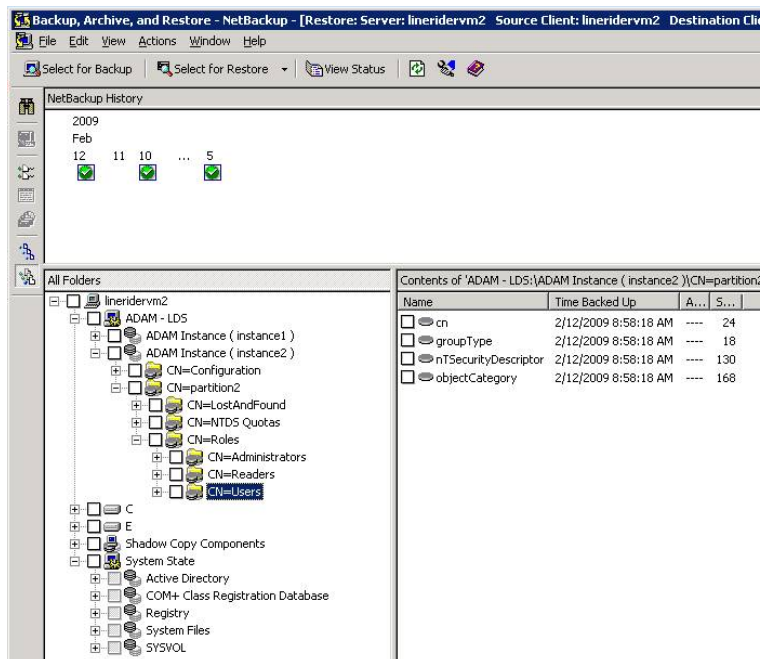 Backup, Archive, and Restore - NetBackup - [Restore: Server: lineridervm2 Source Client: lineridervm2 Destination Clie
File Edit View Actions Window Help
Select for Backup Select for Restore View Status
NetBackup History
2009
Feb
12 11 10 ... 5
All Folders
Contents of 'ADAM - LDS:\ADAM Instance ( instance2 )\CN=partition2
Name Time Backed Up A... S...
lineridervm2
ADAM - LDS
ADAM Instance ( instance1 )
ADAM Instance ( instance2 )
CN=Configuration
CN=partition2
CN=LostAndFound
CN=NTDS Quotas
CN=Roles
CN=Administrators
CN=Readers
CN=Users
C
E
Shadow Copy Components
System State
Active Directory
COM+ Class Registration Database
Registry
System Files
SYSVOL
cn 2/12/2009 8:58:18 AM ---- 24
groupType 2/12/2009 8:58:18 AM ---- 18
nTSecurityDescriptor 2/12/2009 8:58:18 AM ---- 130
objectCategory 2/12/2009 8:58:18 AM ---- 168